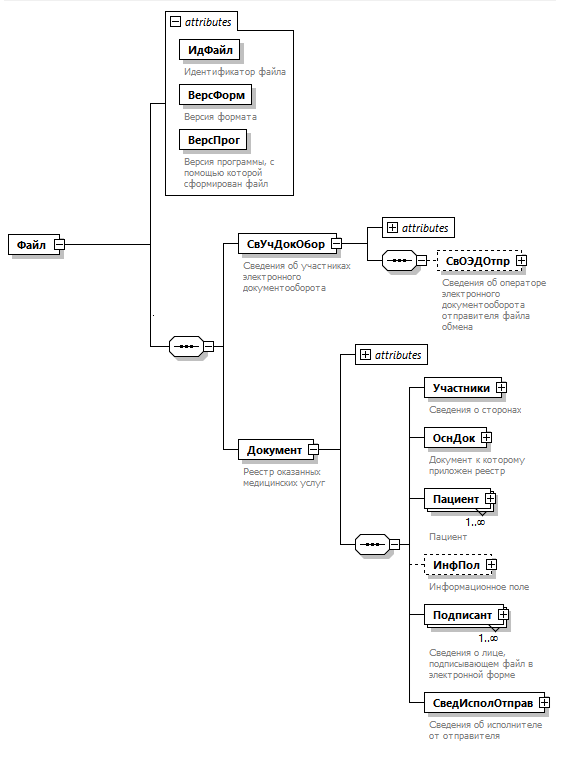 attributes
ИдФайл
Идентификатор файла
ВерсФорм
Версия формата
ВерсПрог
Версия программы, с
помощью которой
сформирован файл
Файл
СвУчДокОбор
Сведения об участниках
электронного
документооборота
attributes
СвОЭДОтпр
Сведения об операторе
электронного
документооборота
отправителя файла
обмена
Документ
Реестр оказанных
медицинских услуг
attributes
Участники
Сведения о сторонах
ОснДок
Документ к которому
приложен реестр
Пациент
1..∞
Пациент
ИнфПол
Информационное поле
Подписант
1..∞
Сведения о лице,
подписывающем файл в
электронной форме
СведИсполОтправ
Сведения об исполнителе
от отправителя